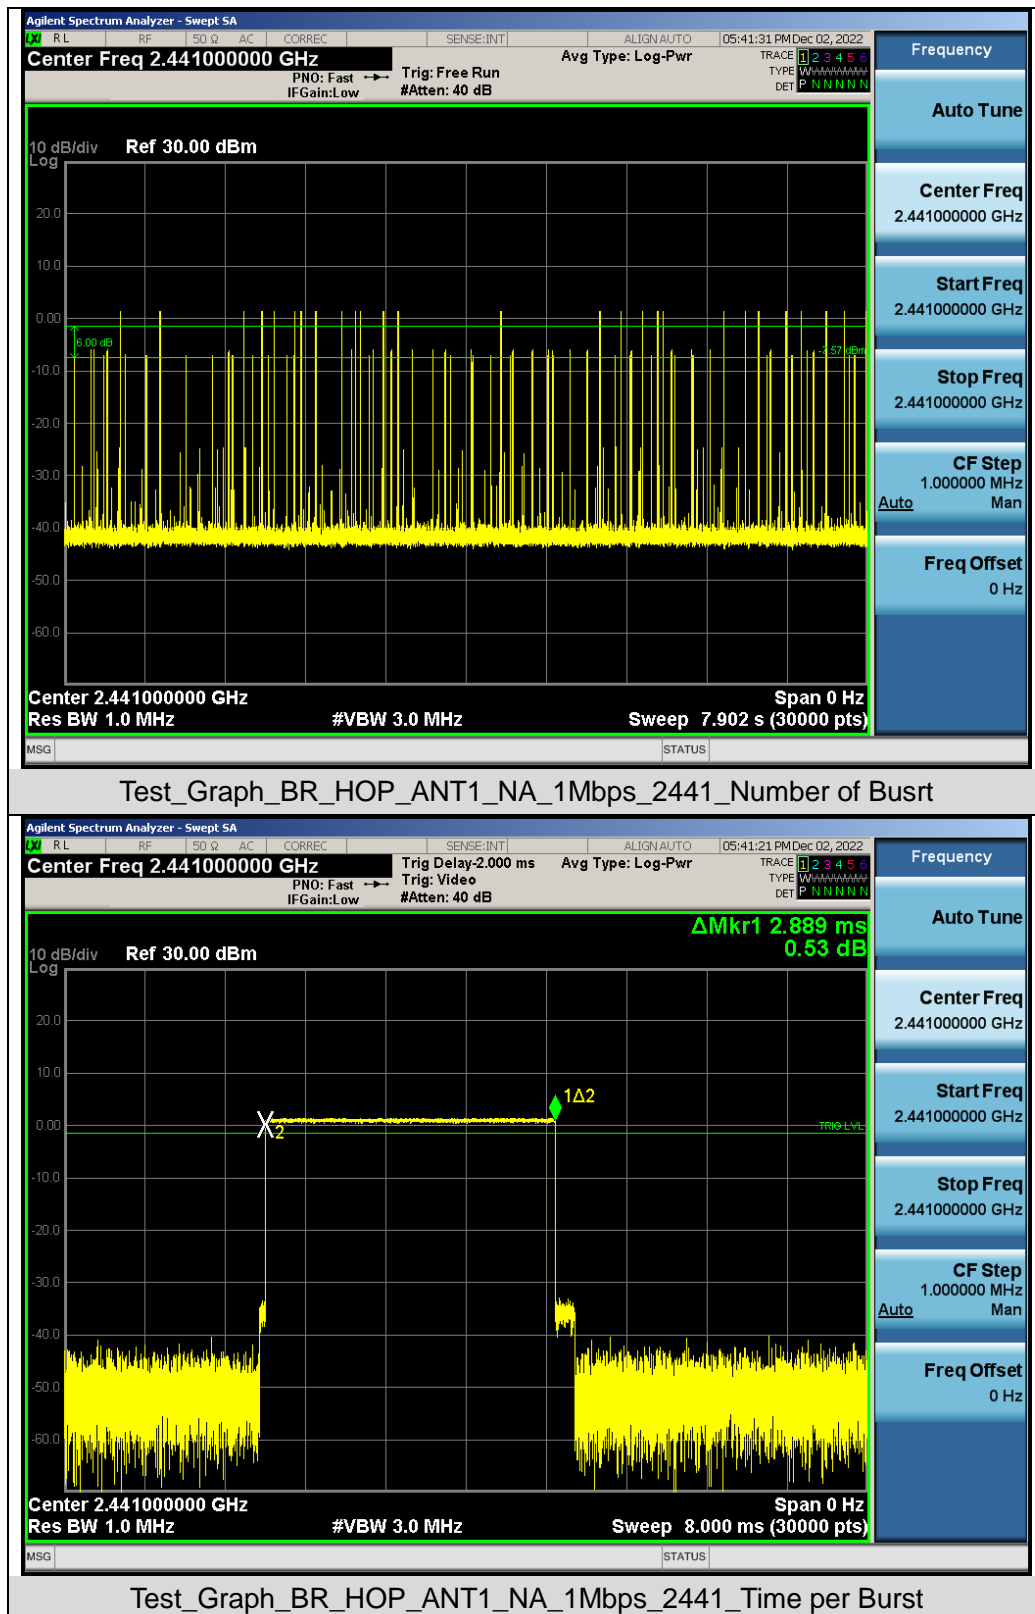 Agilent Spectrum Analyzer - Swept SA
LXI RL RF 50 Ω AC CORREC SENSE:INT ALIGN AUTO 05:41:31 PM Dec 02, 2022
Center Freq 2.441000000 GHz
PNO: Fast
IFGain:Low
Trig: Free Run
#Atten: 40 dB
Avg Type: Log-Pwr
TRACE 1 2 3 4 5 6
TYPE W
DET P N N N N N
10 dB/div
Log
Ref 30.00 dBm
20.0
10.0
0.00
6.00 dB
-7.57 dBm
-10.0
-20.0
-30.0
-40.0
-50.0
-60.0
Center 2.441000000 GHz
Span 0 Hz
Res BW 1.0 MHz
#VBW 3.0 MHz
Sweep 7.902 s (30000 pts)
MSG
STATUS
Frequency
Auto Tune
Center Freq
2.441000000 GHz
Start Freq
2.441000000 GHz
Stop Freq
2.441000000 GHz
CF Step
1.000000 MHz
Auto Man
Freq Offset
0 Hz
Test_Graph_BR_HOP_ANT1_NA_1Mbps_2441_Number of Busrt
Agilent Spectrum Analyzer - Swept SA
LXI RL RF 50 Ω AC CORREC SENSE:INT ALIGN AUTO 05:41:21 PM Dec 02, 2022
Center Freq 2.441000000 GHz
PNO: Fast
IFGain:Low
Trig Delay-2.000 ms
Trig: Video
#Atten: 40 dB
Avg Type: Log-Pwr
TRACE 1 2 3 4 5 6
TYPE W
DET P N N N N N
ΔMkr1 2.889 ms
0.53 dB
10 dB/div
Log
Ref 30.00 dBm
20.0
10.0
0.00
1Δ2
X2
TRIG LVL
-10.0
-20.0
-30.0
-40.0
-50.0
-60.0
Center 2.441000000 GHz
Span 0 Hz
Res BW 1.0 MHz
#VBW 3.0 MHz
Sweep 8.000 ms (30000 pts)
MSG
STATUS
Frequency
Auto Tune
Center Freq
2.441000000 GHz
Start Freq
2.441000000 GHz
Stop Freq
2.441000000 GHz
CF Step
1.000000 MHz
Auto Man
Freq Offset
0 Hz
Test_Graph_BR_HOP_ANT1_NA_1Mbps_2441_Time per Burst